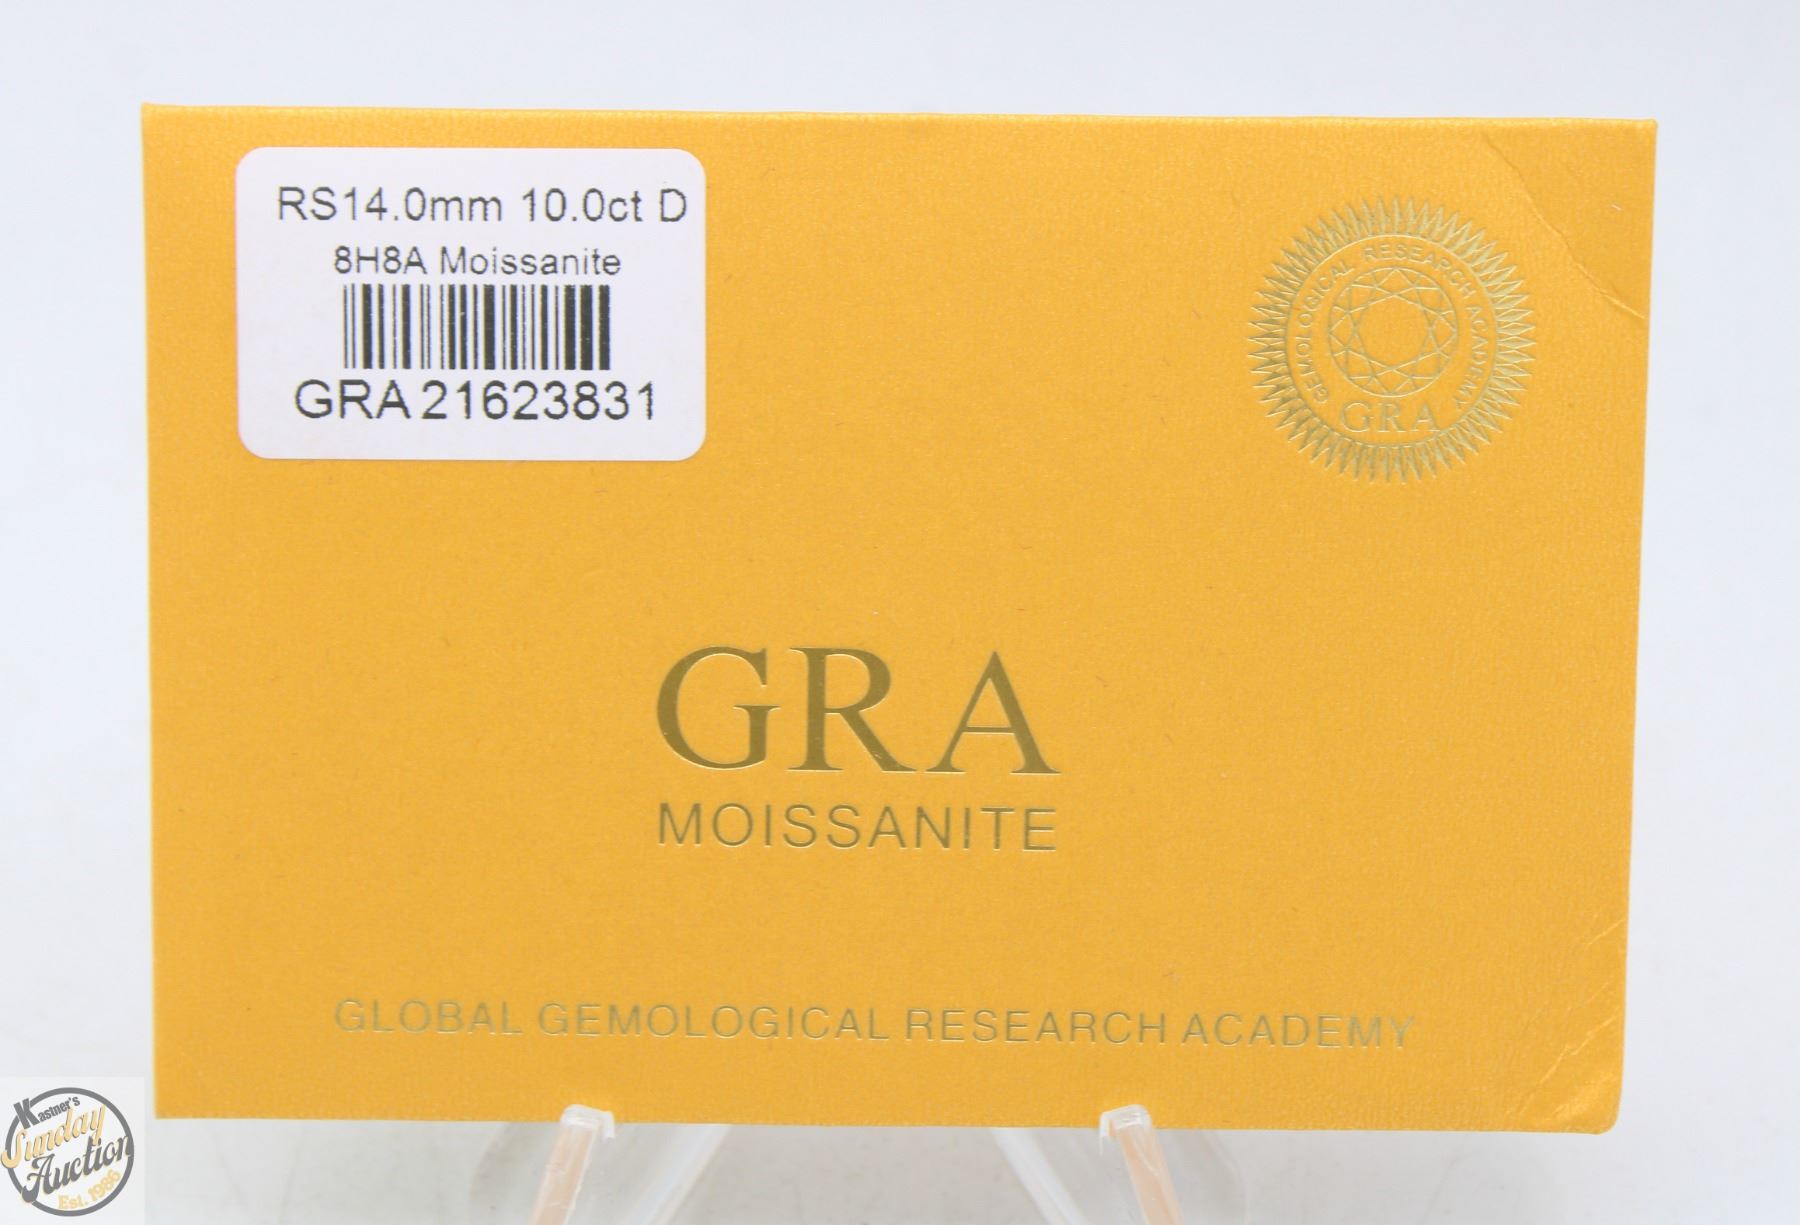 RS14.0mm 10.0ct D
8H8A Moissanite
GRA 21623831
GEMOLOGICAL RESEARCH ACADEMY
GRA
GRA
MOISSANITE
GLOBAL GEMOLOGICAL RESEARCH ACADEMY
Kastner's
Sunday
Auction
Est. 1986